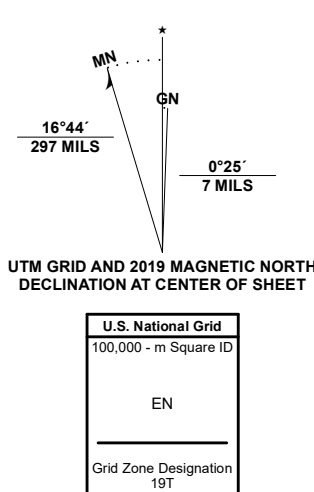 ★
MN
GN
16°44´
297 MILS
0°25´
7 MILS
UTM GRID AND 2019 MAGNETIC NORTH
DECLINATION AT CENTER OF SHEET
U.S. National Grid
100,000 - m Square ID
EN
Grid Zone Designation
19T